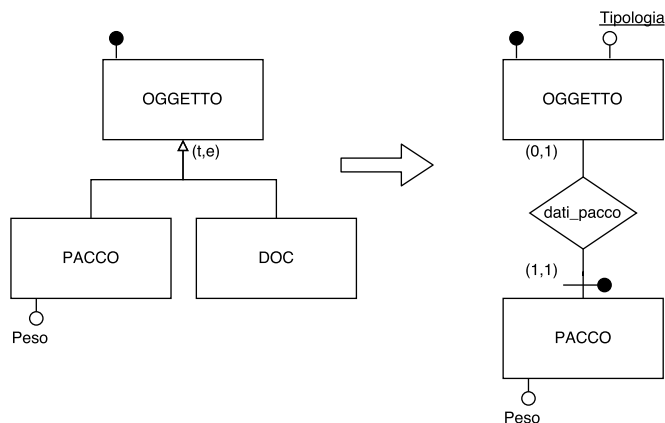 OGGETTO
(t,e)
PACCO
DOC
Peso
Tipologia
OGGETTO
(0,1)
dati_pacco
(1,1)
PACCO
Peso